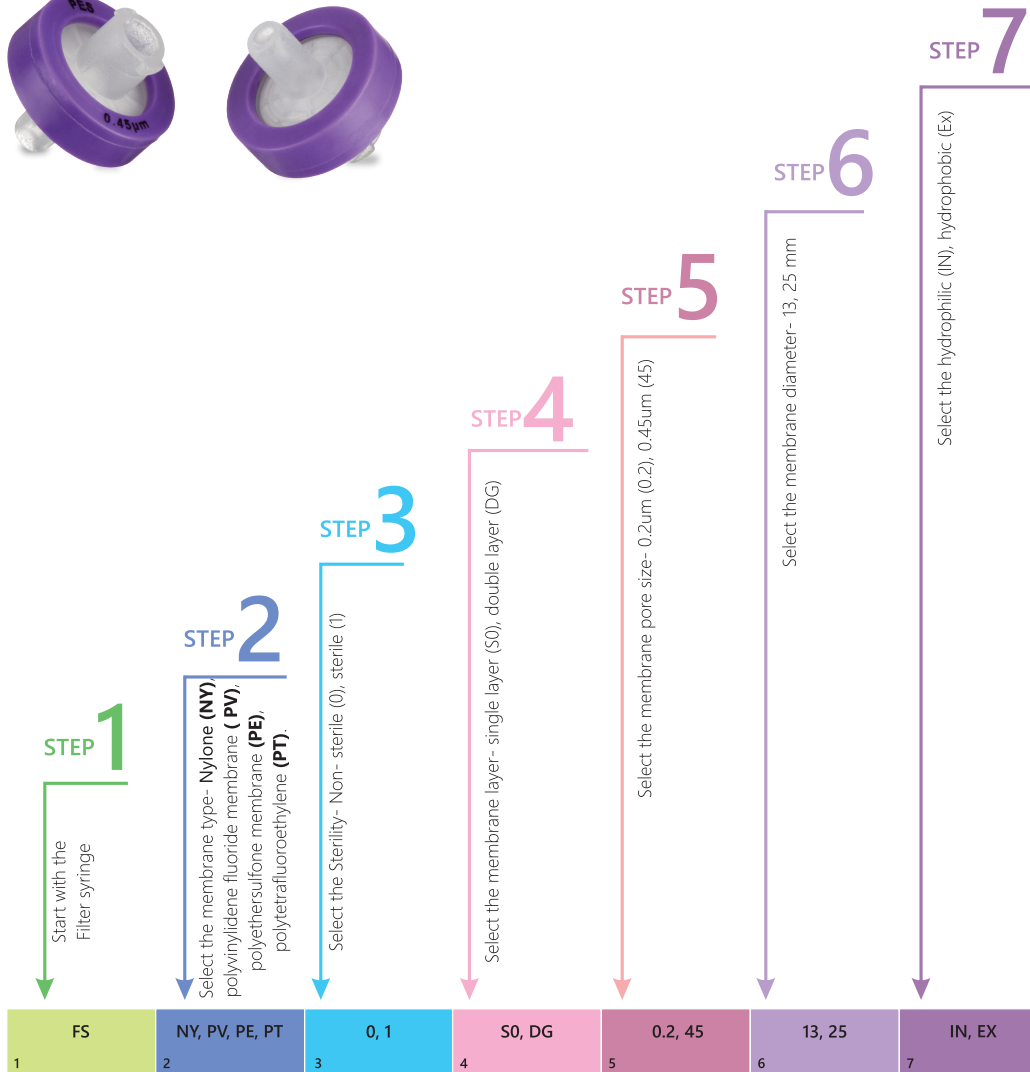 PES
0.45µm
STEP 1
Start with the
Filter syringe
STEP 2
Select the membrane type- Nylone (NY),
polyvinylidene fluoride membrane ( PV),
polyethersulfone membrane (PE),
polytetrafluoroethylene (PT).
STEP 3
Select the Sterility- Non- sterile (0), sterile (1)
STEP 4
Select the membrane layer- single layer (S0), double layer (DG)
STEP 5
Select the membrane pore size- 0.2um (0.2), 0.45um (45)
STEP 6
Select the membrane diameter- 13, 25 mm
STEP 7
Select the hydrophilic (IN), hydrophobic (Ex)
FS
1
NY, PV, PE, PT
2
0, 1
3
S0, DG
4
0.2, 45
5
13, 25
6
IN, EX
7